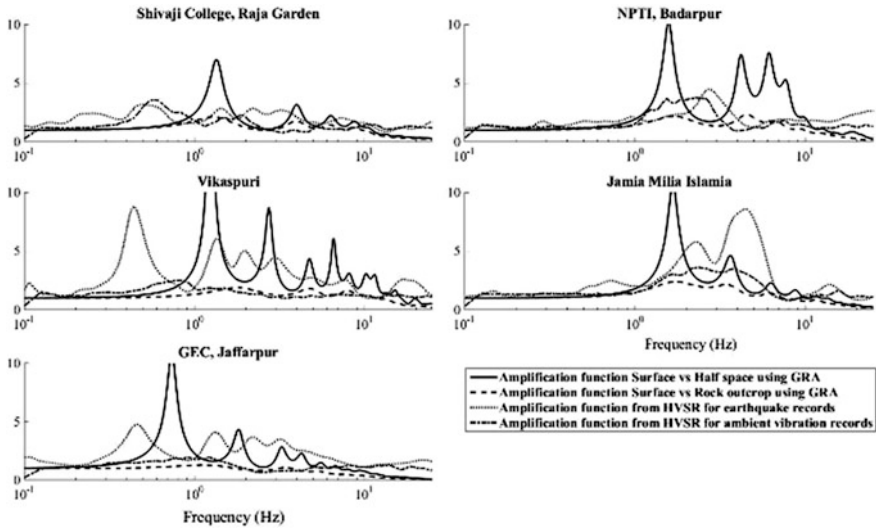 Shivaji College, Raja Garden
10
5
0
10⁻¹ 10⁰ 10¹
NPTI, Badarpur
10
5
0
10⁻¹ 10⁰ 10¹
Vikaspuri
10
5
0
10⁻¹ 10⁰ 10¹
Jamia Milia Islamia
10
5
0
10⁻¹ 10⁰ 10¹
Frequency (Hz)
GEC, Jaffarpur
10
5
0
10⁻¹ 10⁰ 10¹
Frequency (Hz)
Amplification function Surface vs Half space using GRA
Amplification function Surface vs Rock outcrop using GRA
Amplification function from HVSR for earthquake records
Amplification function from HVSR for ambient vibration records